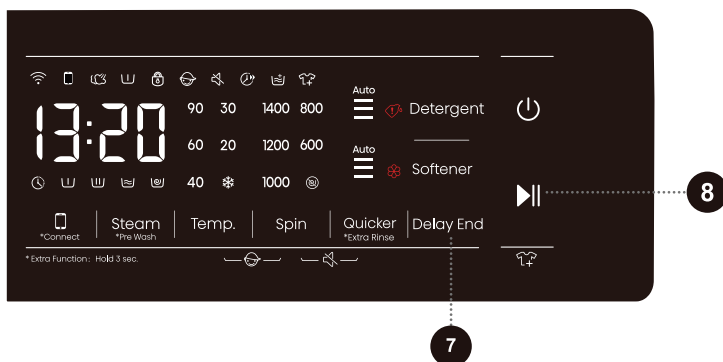 Auto
90 30 1400 800
Detergent
13:20
60 20 1200 600
Auto
Softener
40 1000
8
Steam Temp. Spin Quicker Delay End
*Connect *Pre Wash *Extra Rinse
* Extra Function: Hold 3 sec.
7